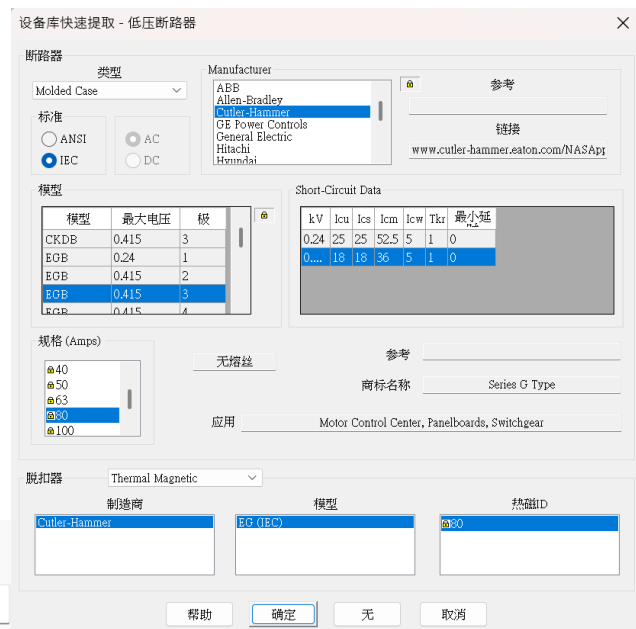 设备库快速提取 - 低压断路器
断路器
类型
Molded Case
标准
ANSI
IEC
AC
DC
Manufacturer
ABB
Allen-Bradley
Cutler-Hammer
GE Power Controls
General Electric
Hitachi
Hyundai
参考
链接
www.cutler-hammer.eaton.com/NASApp
模型
模型 最大电压 极
CKDB 0.415 3
EGB 0.24 1
EGB 0.415 2
EGB 0.415 3
EGB 0.415 4
Short-Circuit Data
kV Icu Ics Icm Icw Tkr 最小延
0.24 25 25 52.5 5 1 0
0.... 18 18 36 5 1 0
规格 (Amps)
40
50
63
80
100
无熔丝
参考
商标名称 Series G Type
应用 Motor Control Center, Panelboards, Switchgear
脱扣器 Thermal Magnetic
制造商 模型 热磁ID
Cutler-Hammer EG (IEC) 80
帮助 确定 无 取消